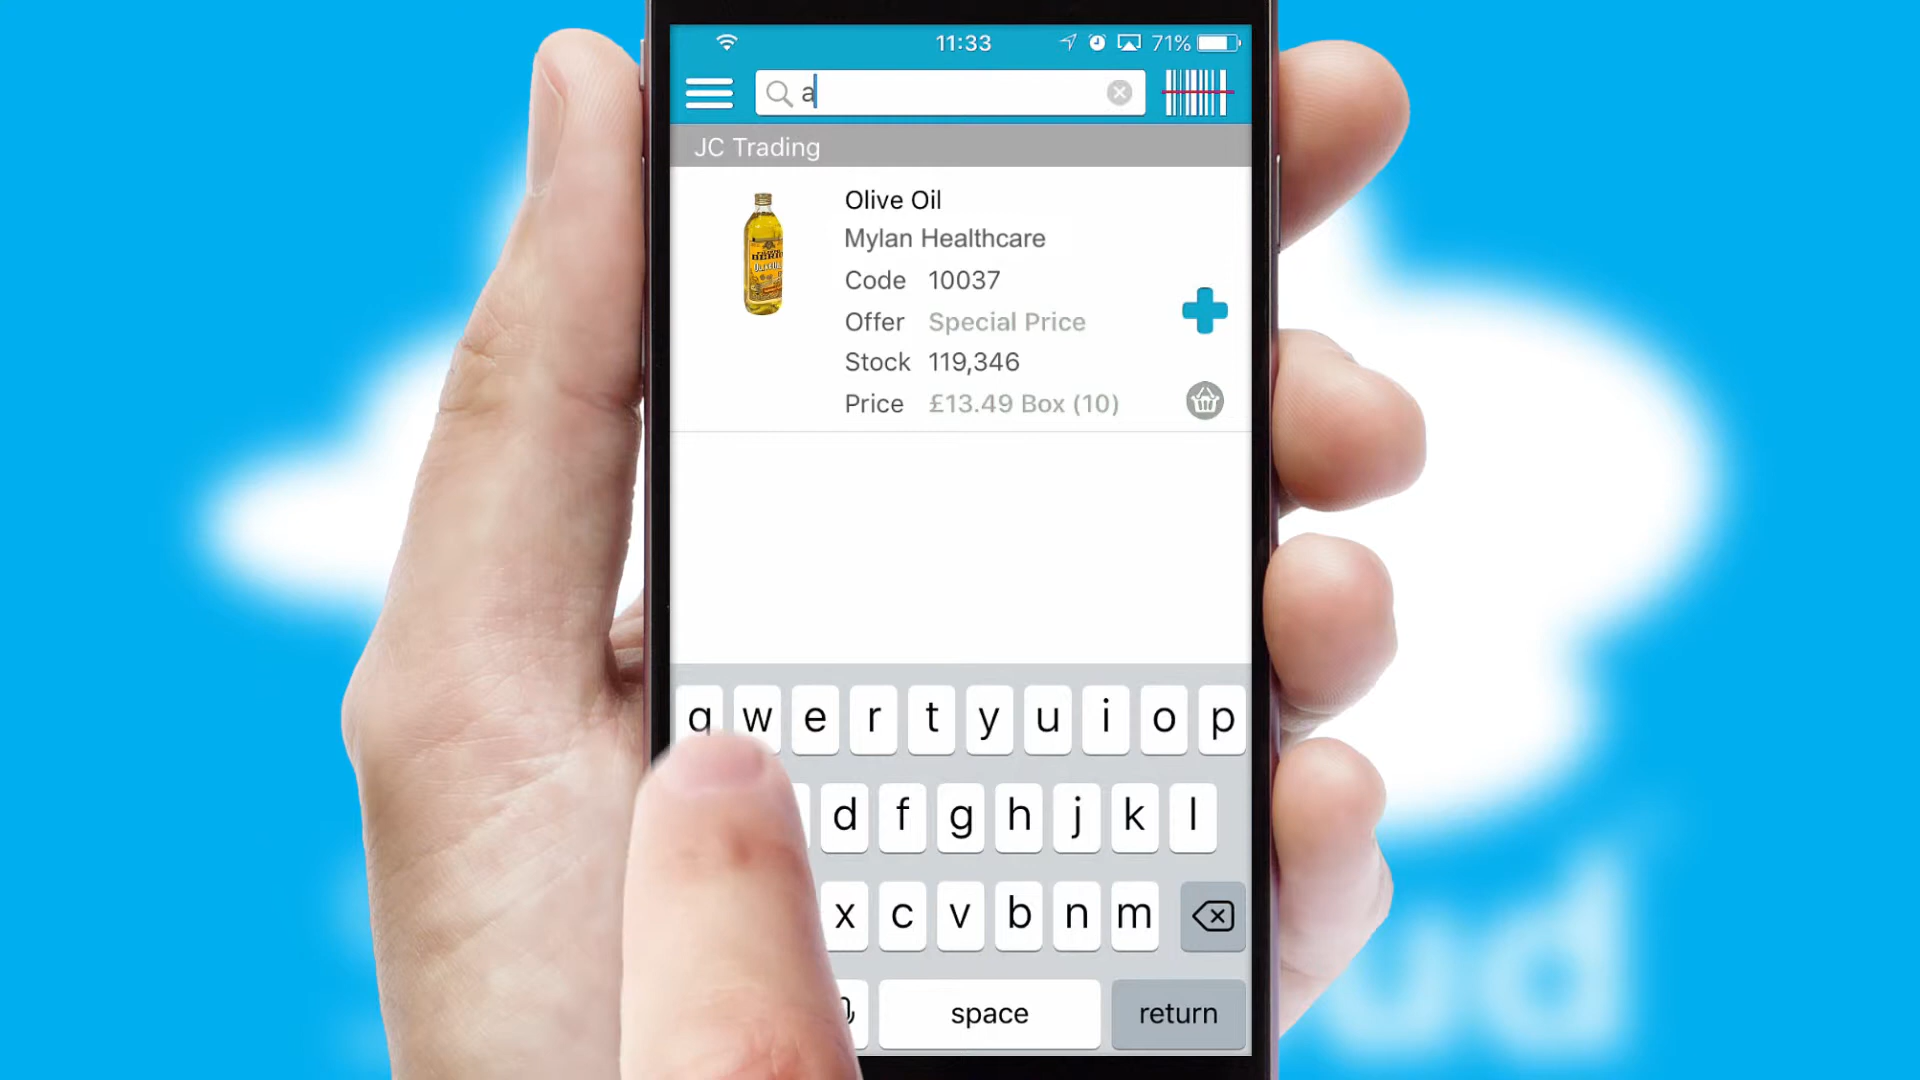 11:33
71%
a
JC Trading
Olive Oil
Mylan Healthcare
Code 10037
Offer Special Price
Stock 119,346
Price £13.49 Box (10)
q w e r t y u i o p
d f g h j k l
x c v b n m
space return
ud